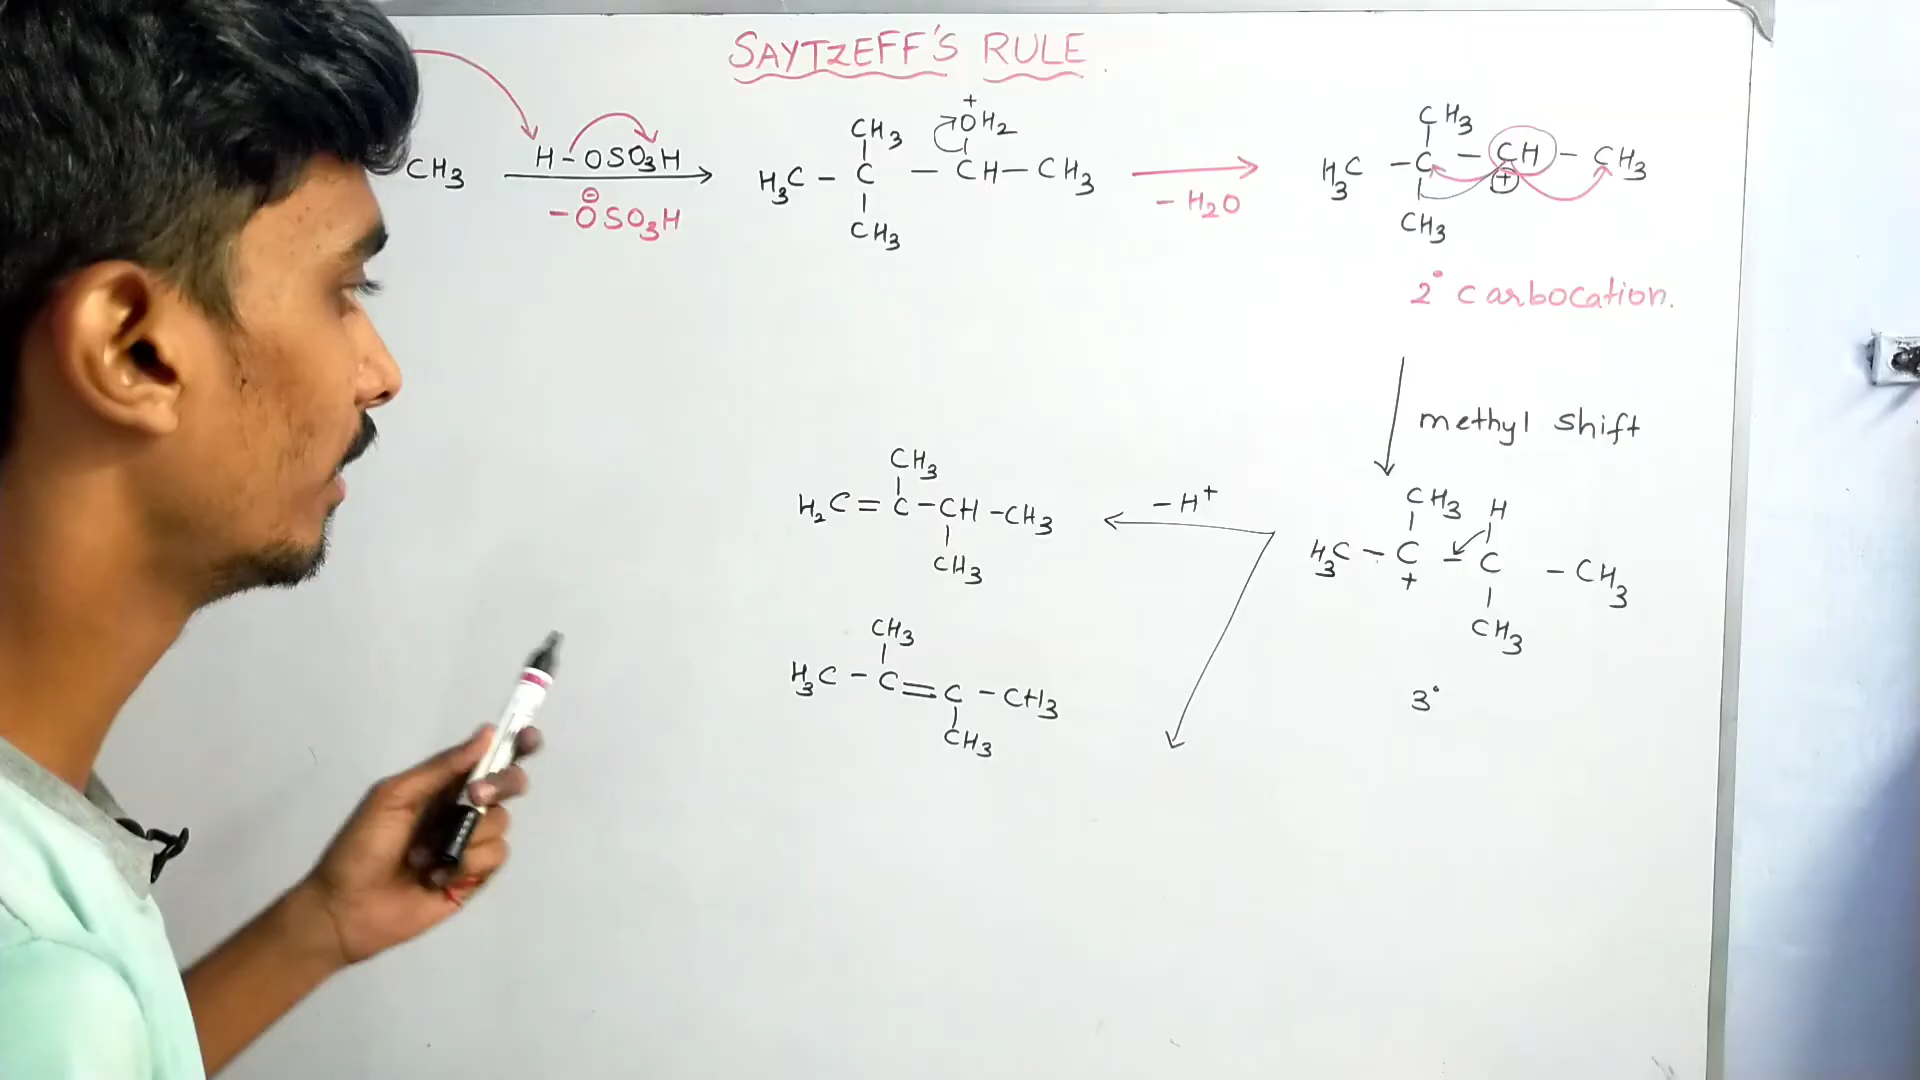 SAYTZEFF'S RULE.
CH3 H-OSO3H
-⊖OSO3H
CH3 +OH2
H3C - C - CH-CH3
CH3
- H2O
CH3
H3C - C - CH - CH3
+
CH3
2° carbocation.
methyl shift
CH3 H
H3C - C - C - CH3
+
CH3
3°
- H+
CH3
H2C = C - CH - CH3
CH3
CH3
H3C - C = C - CH3
CH3